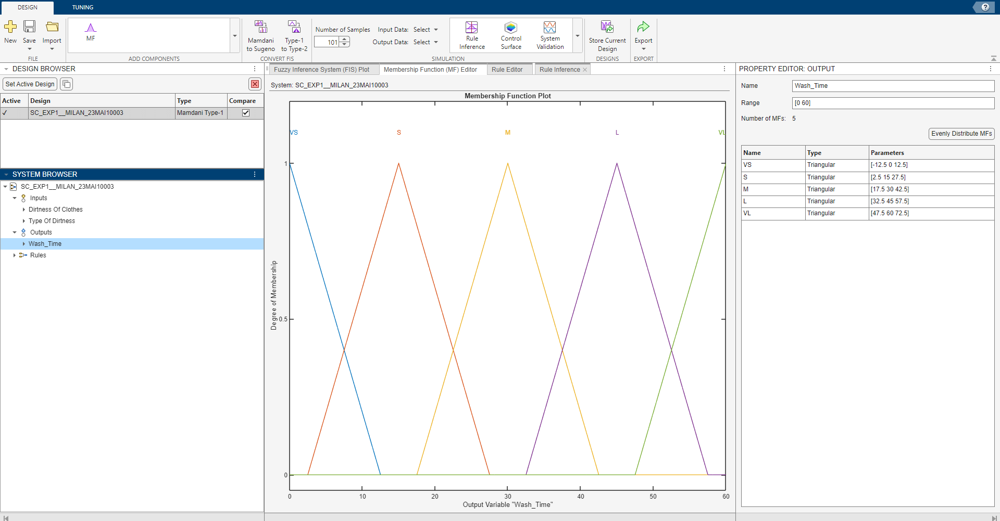 DESIGN
TUNING
?
New
Save
Import
FILE
MF
ADD COMPONENTS
Mamdani
to Sugeno
Type-1
to Type-2
CONVERT FIS
Number of Samples
101
Input Data: Select
Output Data: Select
Rule
Inference
Control
Surface
System
Validation
SIMULATION
Store Current
Design
DESIGNS
Export
EXPORT
DESIGN BROWSER
Set Active Design
Active Design Type Compare
SC_EXP1__MILAN_23MAI10003 Mamdani Type-1
SYSTEM BROWSER
SC_EXP1__MILAN_23MAI10003
Inputs
Dirtness Of Clothes
Type Of Dirtness
Outputs
Wash_Time
Rules
Fuzzy Inference System (FIS) Plot
Membership Function (MF) Editor
Rule Editor
Rule Inference
System: SC_EXP1__MILAN_23MAI10003
Membership Function Plot
VS S M L VL
1
0.5
0
Degree of Membership
0 10 20 30 40 50 60
Output Variable "Wash_Time"
PROPERTY EDITOR: OUTPUT
Name Wash_Time
Range [0 60]
Number of MFs: 5
Evenly Distribute MFs
Name Type Parameters
VS Triangular [-12.5 0 12.5]
S Triangular [2.5 15 27.5]
M Triangular [17.5 30 42.5]
L Triangular [32.5 45 57.5]
VL Triangular [47.5 60 72.5]